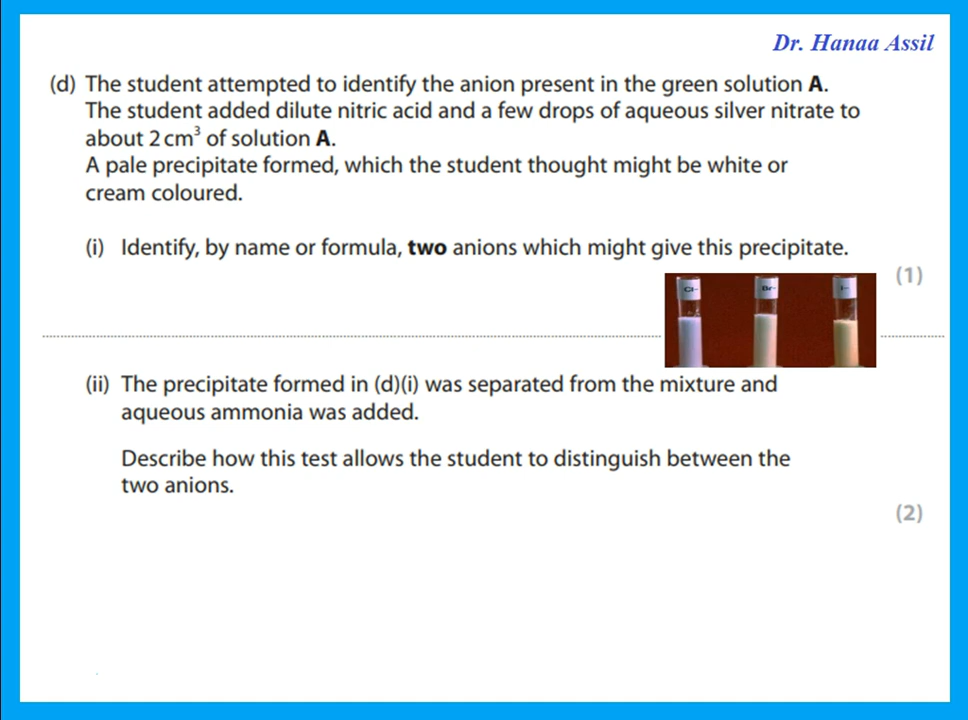 Dr. Hanaa Assil
(d) The student attempted to identify the anion present in the green solution A.
The student added dilute nitric acid and a few drops of aqueous silver nitrate to
about 2 cm³ of solution A.
A pale precipitate formed, which the student thought might be white or
cream coloured.
(i) Identify, by name or formula, two anions which might give this precipitate.
(1)
Cl- Br- I-
(ii) The precipitate formed in (d)(i) was separated from the mixture and
aqueous ammonia was added.
Describe how this test allows the student to distinguish between the
two anions.
(2)